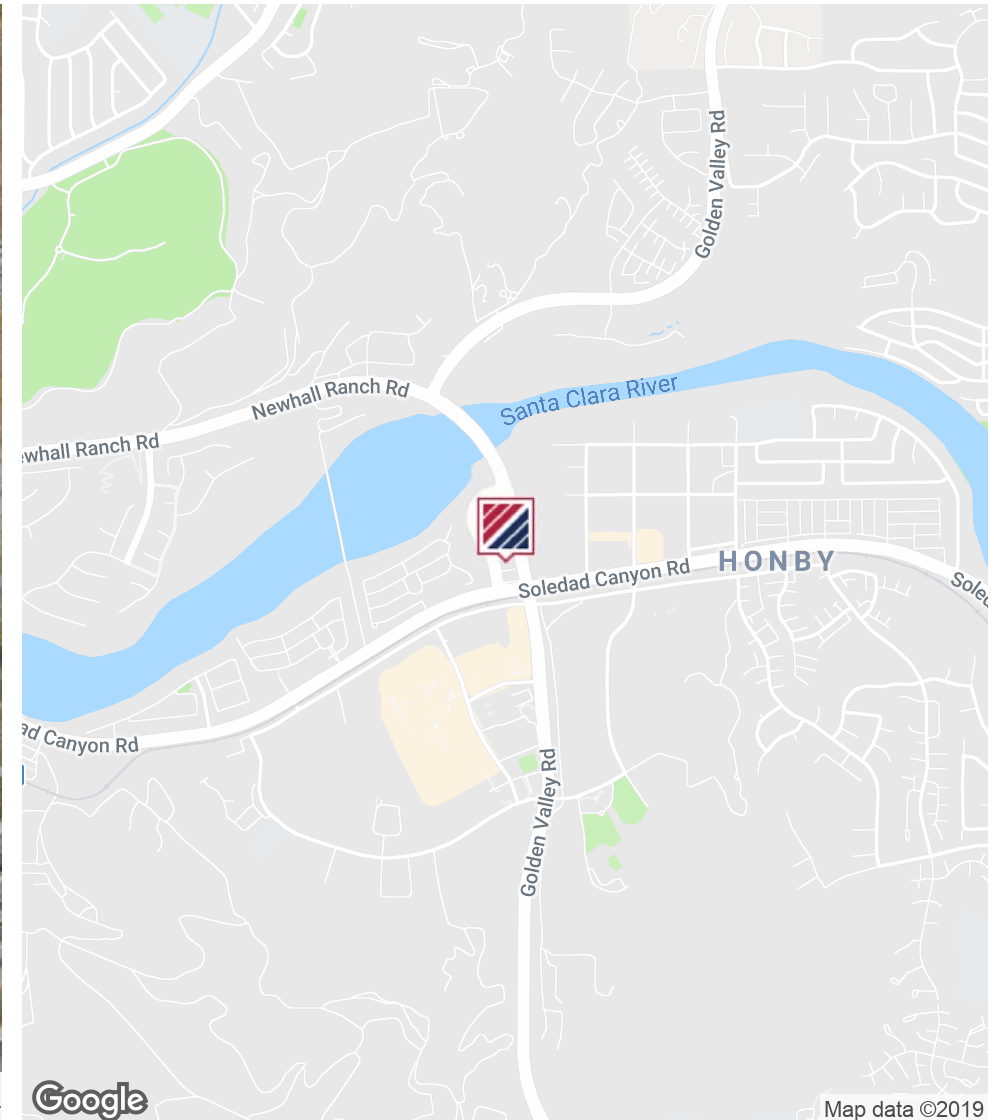 Golden Valley Rd
Newhall Ranch Rd
Santa Clara River
whall Ranch Rd
HONBY
Soledad Canyon Rd
Soled
ad Canyon Rd
Golden Valley Rd
Google
Map data ©2019